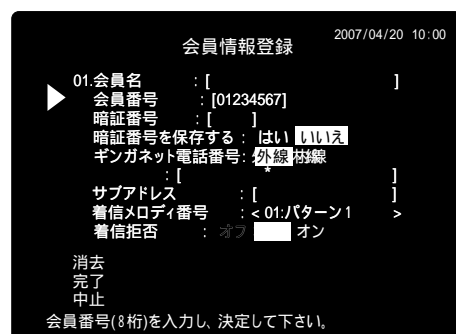 2007/04/20 10:00
会員情報登録
01.会員名 : [ ]
会員番号 : [01234567]
暗証番号 : [ ]
暗証番号を保存する : はい いいえ
ギンガネット電話番号: 外線
: [ * ]
サブアドレス : [ ]
着信メロディ番号 : < 01:パターン1 >
着信拒否 : オフ オン
消去
完了
中止
会員番号(8桁)を入力し、決定して下さい。